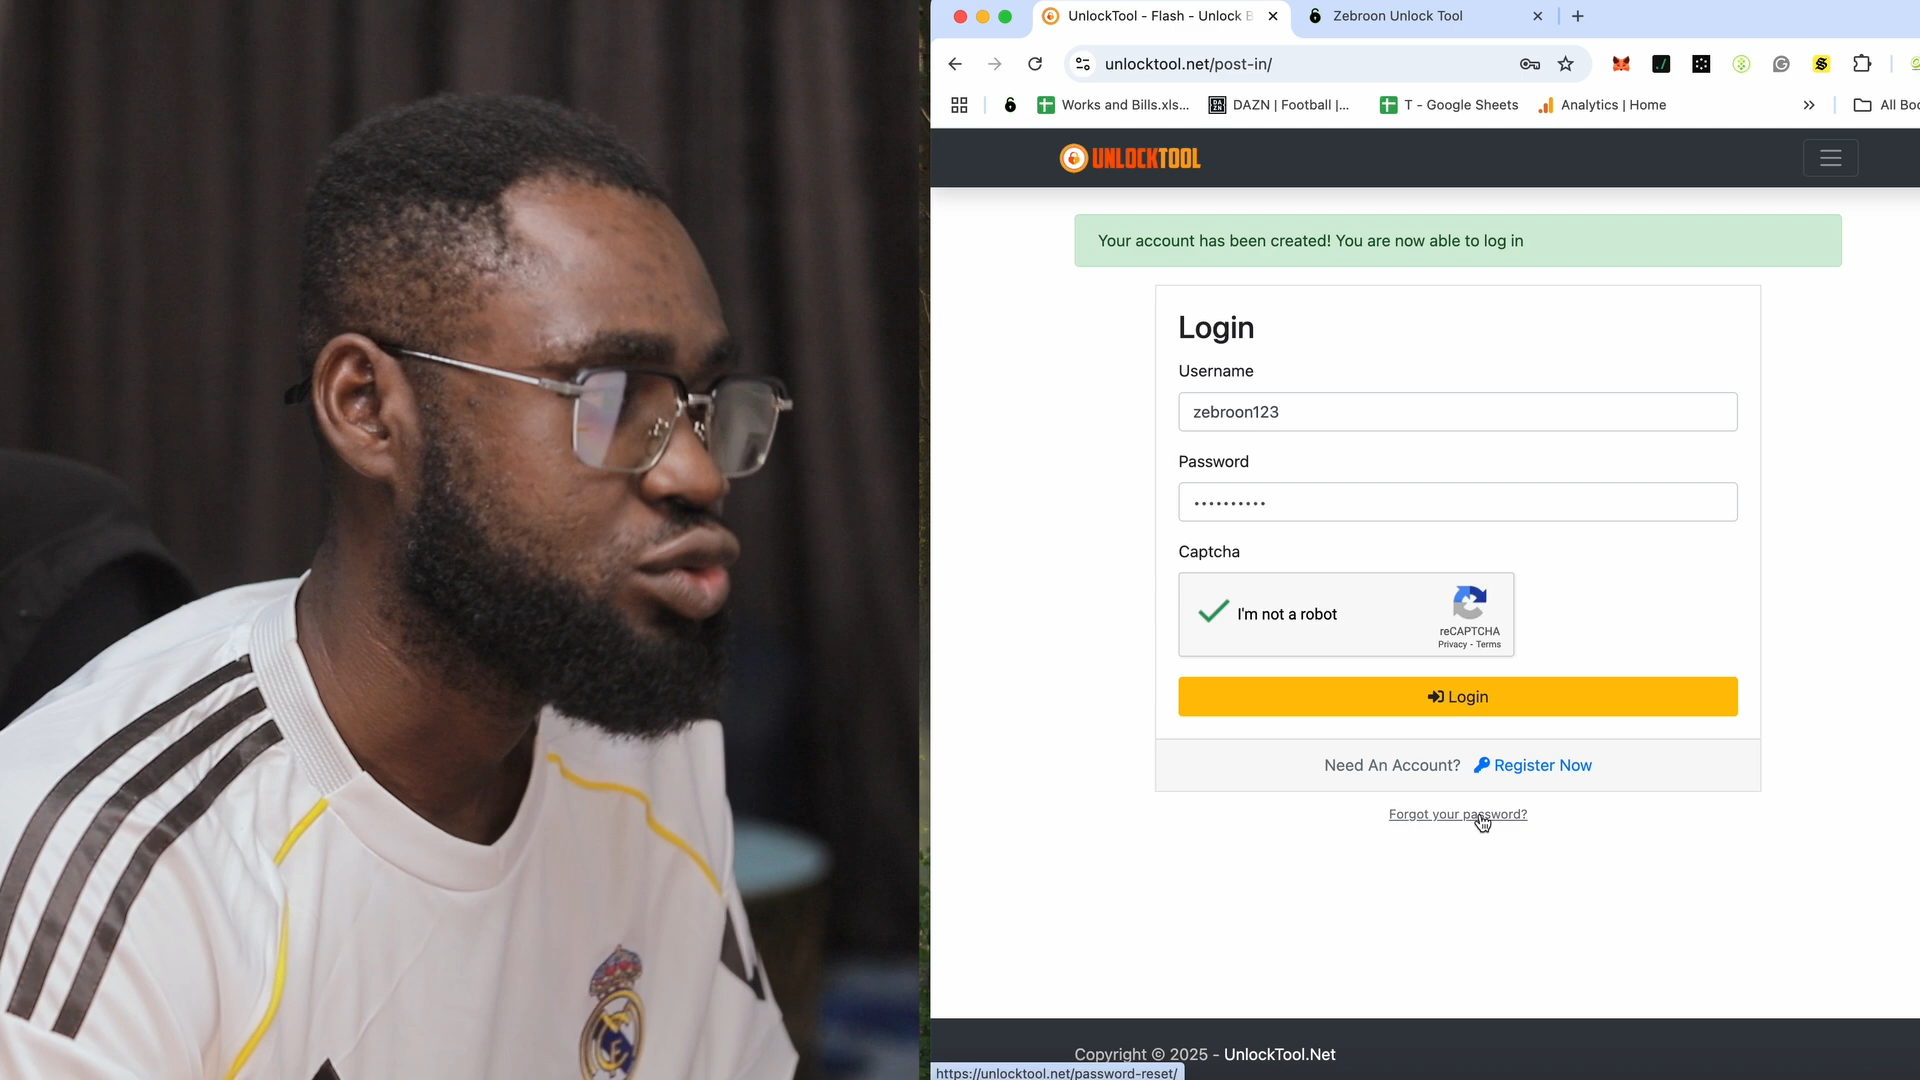 UnlockTool - Flash - Unlock B
Zebroon Unlock Tool
unlocktool.net/post-in/
Works and Bills.xls...
DAZN | Football |...
T - Google Sheets
Analytics | Home
All Boo
UNLOCKTOOL
Your account has been created! You are now able to log in
Login
Username
zebroon123
Password
Captcha
I'm not a robot
reCAPTCHA
Privacy - Terms
Login
Need An Account? Register Now
Forgot your password?
Copyright © 2025 - UnlockTool.Net
https://unlocktool.net/password-reset/